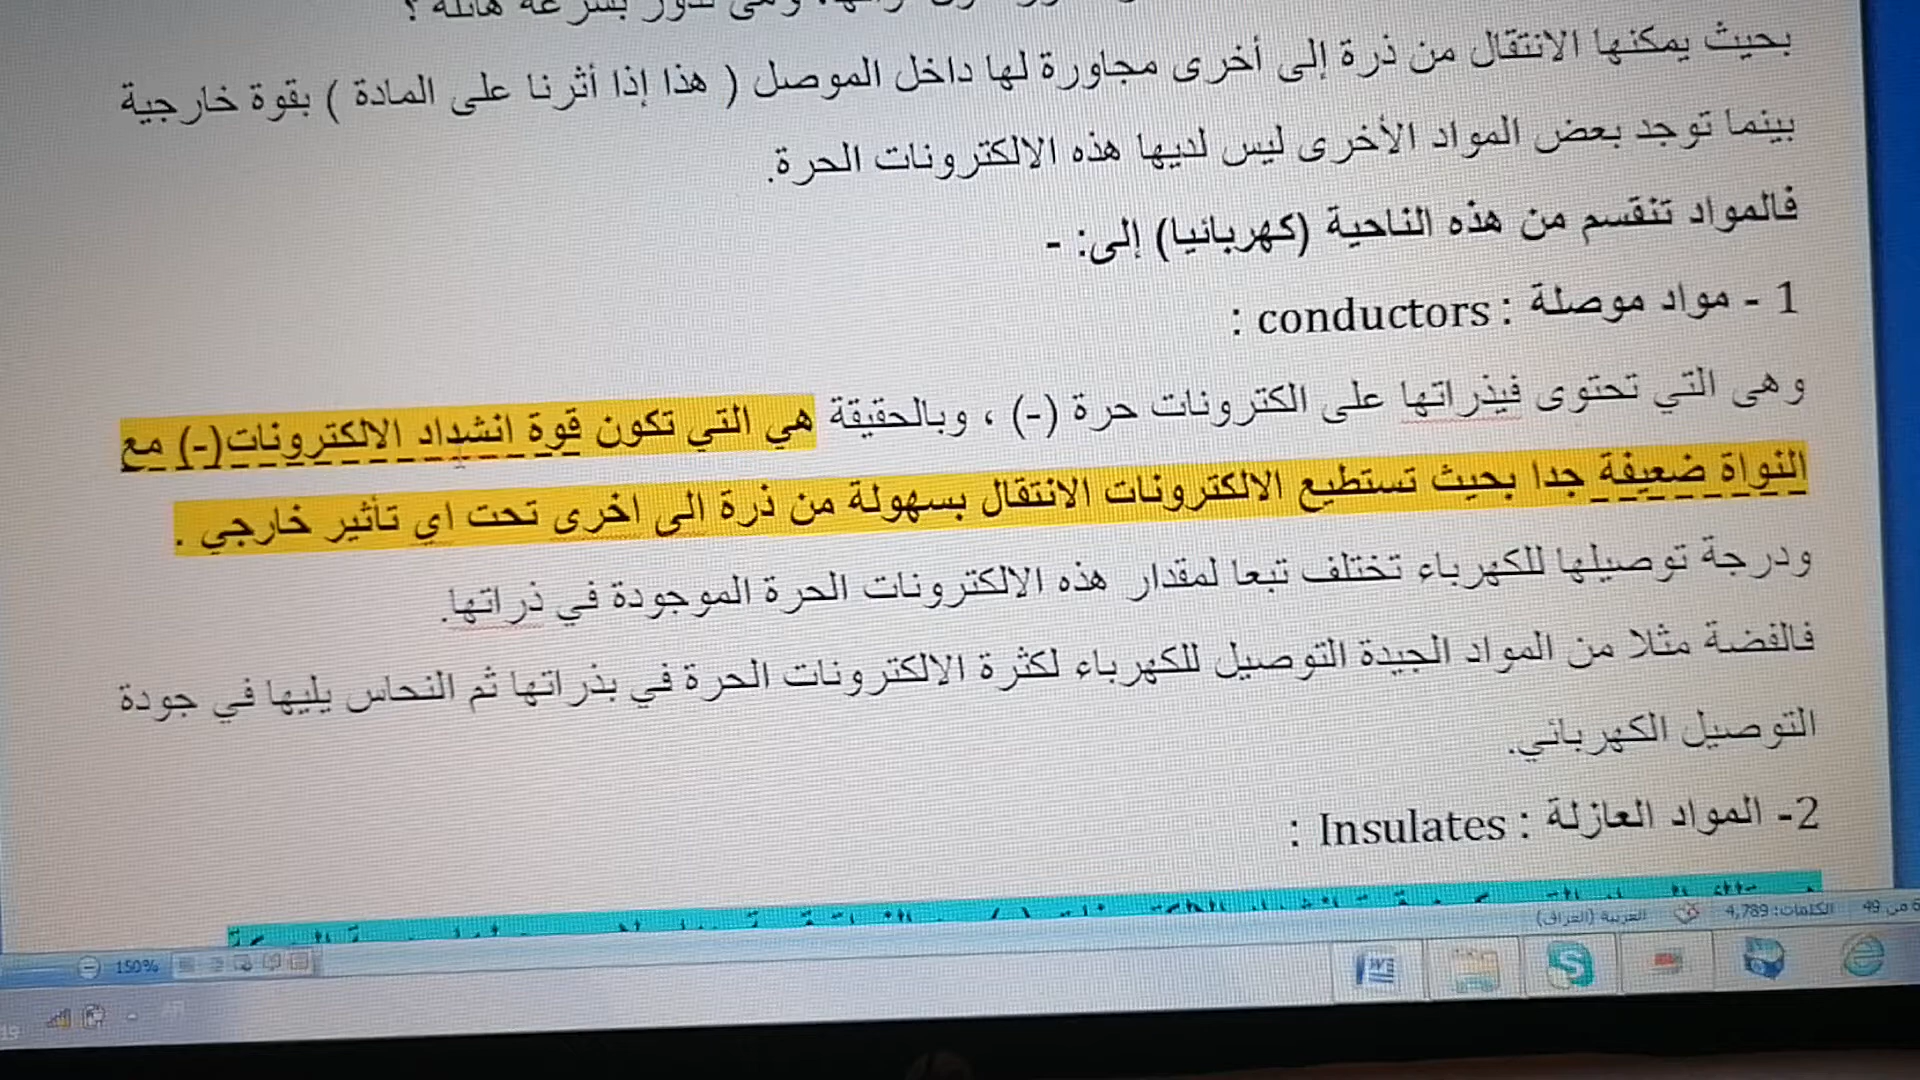 بسرعة هائلة ؟
بحيث يمكنها الانتقال من ذرة إلى أخرى مجاورة لها داخل الموصل ( هذا إذا أثرنا على المادة ) بقوة خارجية
بينما توجد بعض المواد الأخرى ليس لديها هذه الالكترونات الحرة.
فالمواد تنقسم من هذه الناحية (كهربائيا) إلى: -
1 - مواد موصلة : conductors :
وهى التي تحتوى فيذراتها على الكترونات حرة (-) ، وبالحقيقة هي التي تكون قوة انشداد الالكترونات(-) مع
النواة ضعيفة جدا بحيث تستطيع الالكترونات الانتقال بسهولة من ذرة الى اخرى تحت اي تأثير خارجي .
ودرجة توصيلها للكهرباء تختلف تبعا لمقدار هذه الالكترونات الحرة الموجودة في ذراتها.
فالفضة مثلا من المواد الجيدة التوصيل للكهرباء لكثرة الالكترونات الحرة في بذراتها ثم النحاس يليها في جودة
التوصيل الكهربائي.
2- المواد العازلة : Insulates :
من 49 الكلمات: 4,789 العربية (العراق) 150%